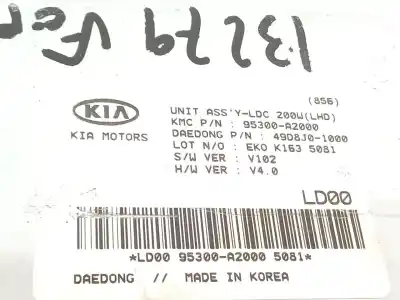 13279 Fer
(856)
KIA
KIA MOTORS
UNIT ASS'Y-LDC 200W(LHD)
KMC P/N : 95300-A2000
DAEDONG P/N : 49D8J0-1000
LOT N/O : EKO K163 5081
S/W VER : V102
H/W VER : V4.0
LD00
*LD00 95300-A2000 5081*
DAEDONG // MADE IN KOREA